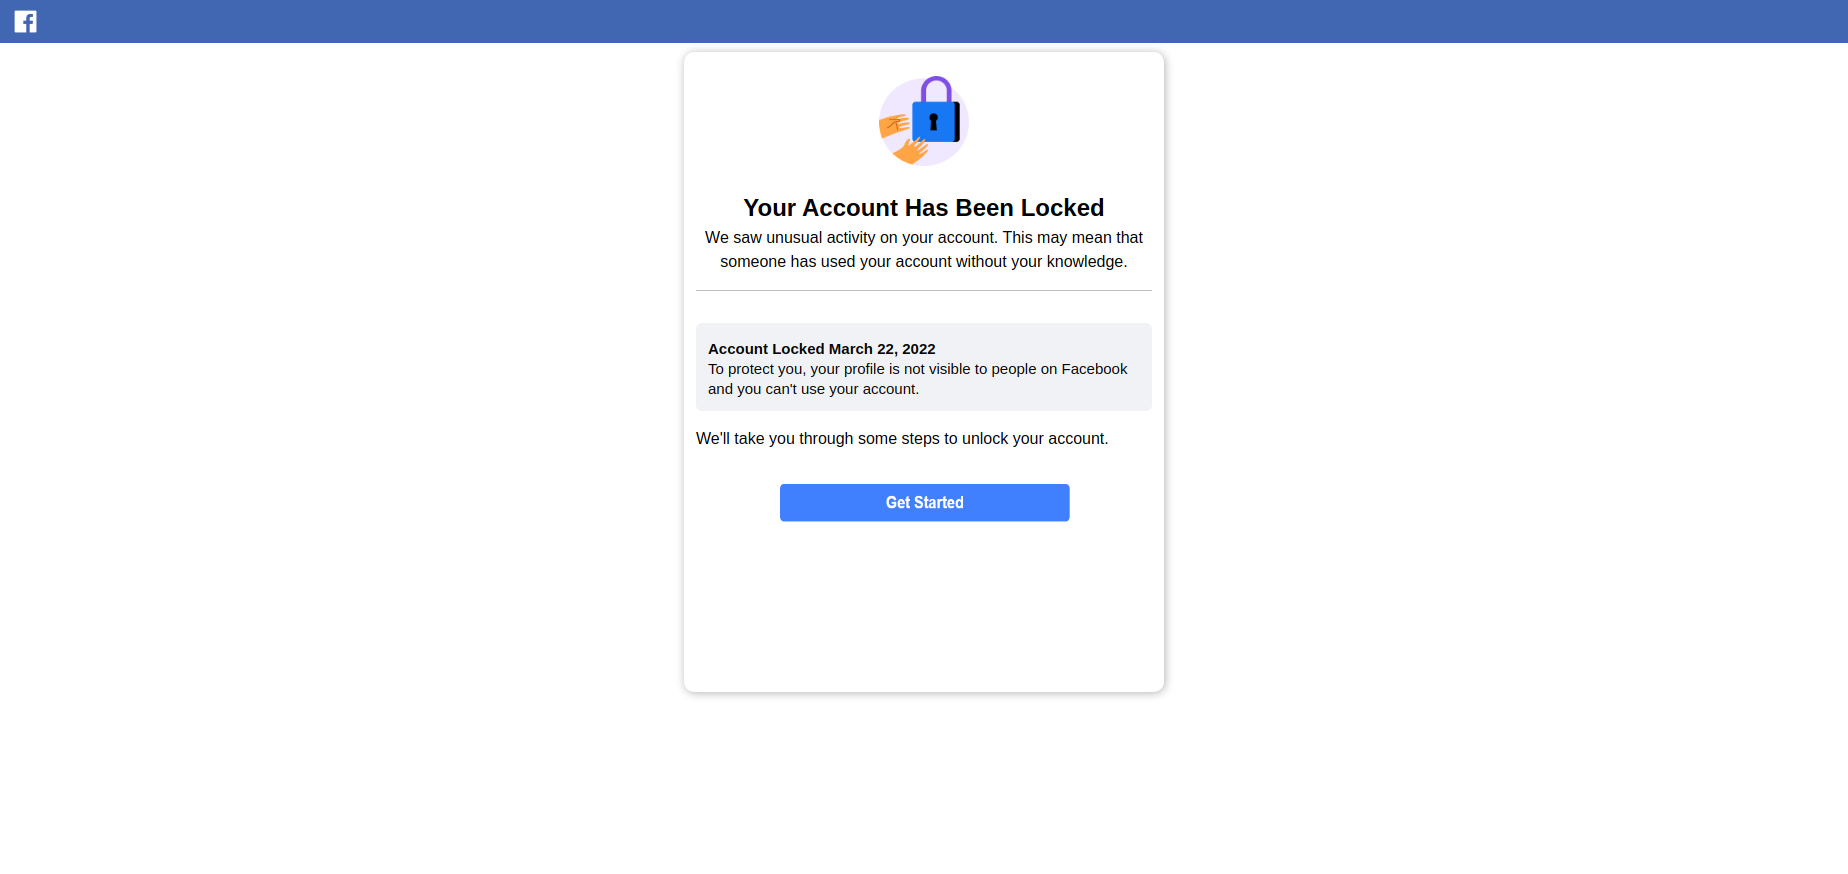 Your Account Has Been Locked
We saw unusual activity on your account. This may mean that
someone has used your account without your knowledge.
Account Locked March 22, 2022
To protect you, your profile is not visible to people on Facebook
and you can't use your account.
We'll take you through some steps to unlock your account.
Get Started